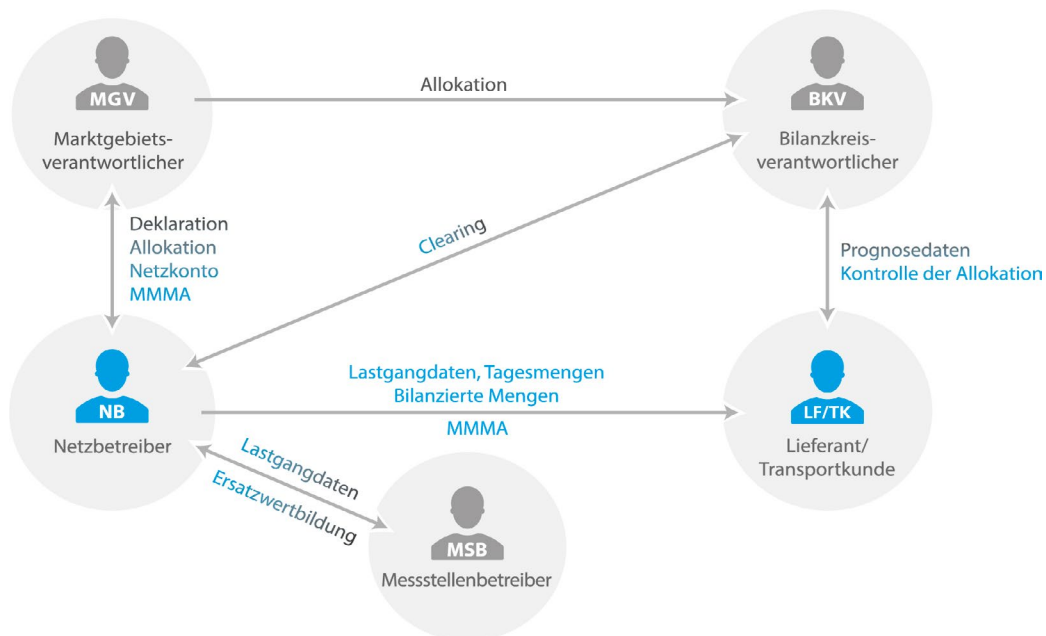 MGV
Marktgebiets-
verantwortlicher
Allokation
BKV
Bilanzkreis-
verantwortlicher
Deklaration
Allokation
Netzkonto
MMMA
Clearing
Prognosedaten
Kontrolle der Allokation
NB
Netzbetreiber
Lastgangdaten, Tagesmengen
Bilanzierte Mengen
MMMA
LF/TK
Lieferant/
Transportkunde
Lastgangdaten
Ersatzwertbildung
MSB
Messstellenbetreiber